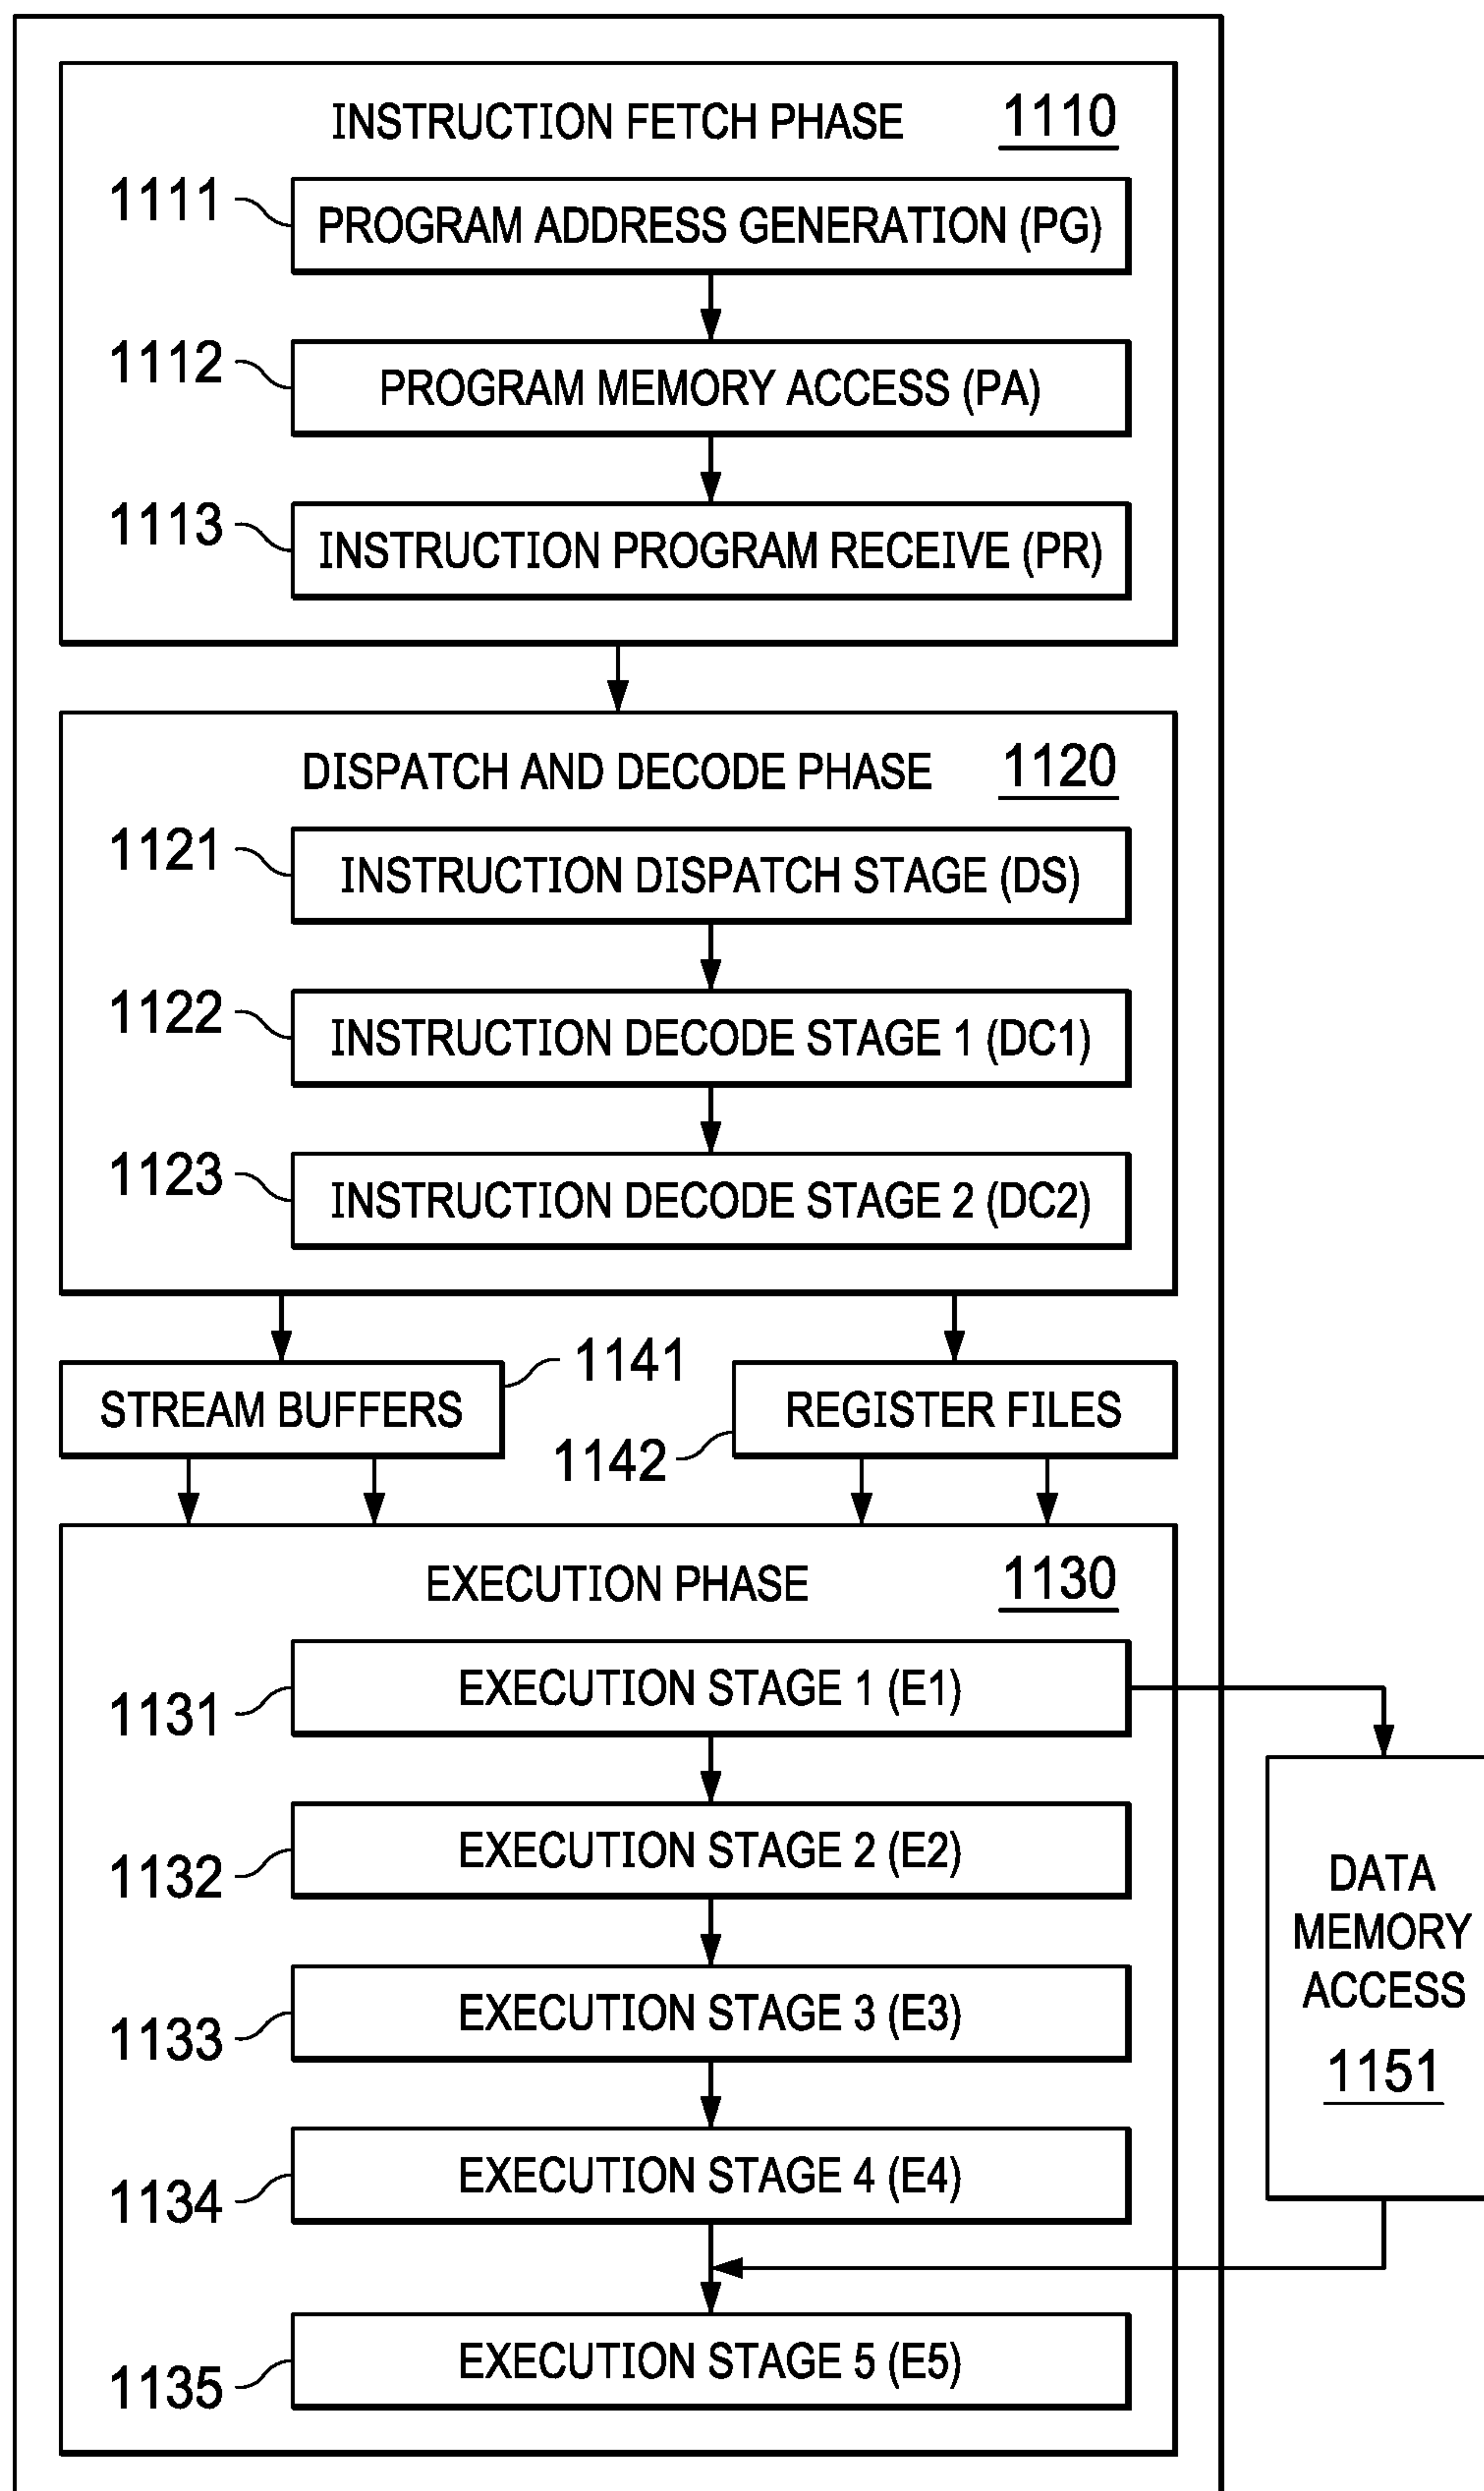 INSTRUCTION FETCH PHASE 1110
1111 PROGRAM ADDRESS GENERATION (PG)
1112 PROGRAM MEMORY ACCESS (PA)
1113 INSTRUCTION PROGRAM RECEIVE (PR)
DISPATCH AND DECODE PHASE 1120
1121 INSTRUCTION DISPATCH STAGE (DS)
1122 INSTRUCTION DECODE STAGE 1 (DC1)
1123 INSTRUCTION DECODE STAGE 2 (DC2)
STREAM BUFFERS
1141
REGISTER FILES
1142
EXECUTION PHASE 1130
1131 EXECUTION STAGE 1 (E1)
1132 EXECUTION STAGE 2 (E2)
1133 EXECUTION STAGE 3 (E3)
1134 EXECUTION STAGE 4 (E4)
1135 EXECUTION STAGE 5 (E5)
DATA
MEMORY
ACCESS
1151